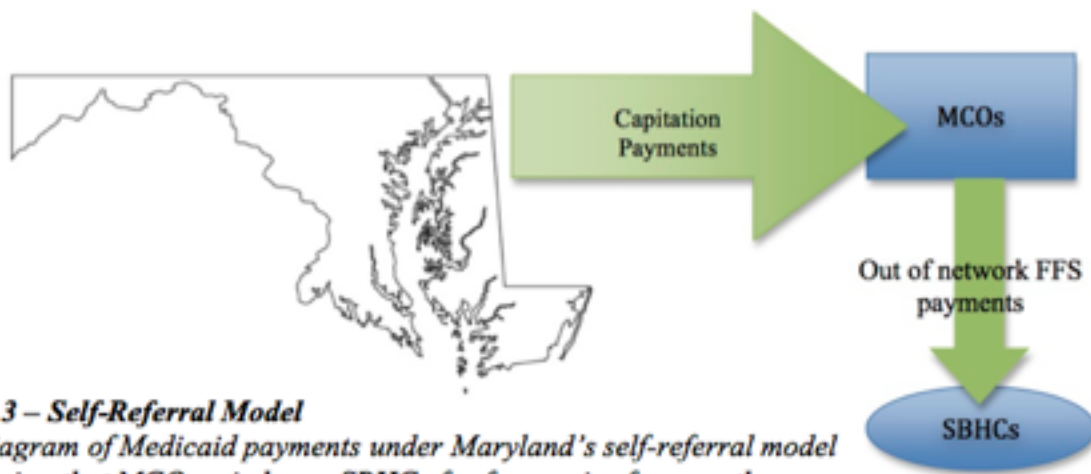 Capitation
Payments
MCOs
Out of network FFS
payments
SBHCs
3 – Self-Referral Model
agram of Medicaid payments under Maryland's self-referral model